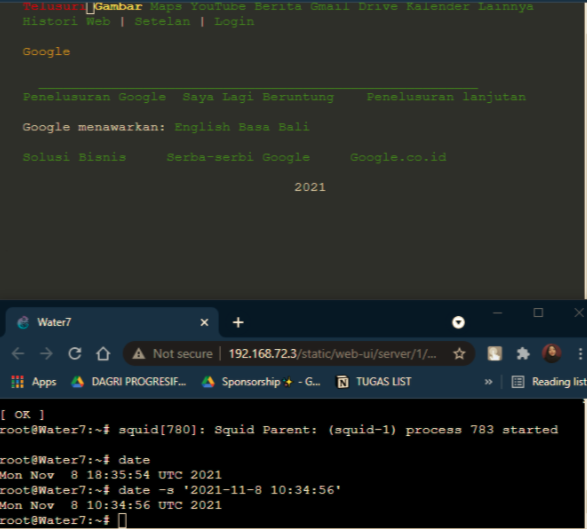 Telusuri Gambar Maps YouTube Berita Gmail Drive Kalender Lainnya
Histori Web | Setelan | Login
Google
Penelusuran Google Saya Lagi Beruntung Penelusuran lanjutan
Google menawarkan: English Basa Bali
Solusi Bisnis Serba-serbi Google Google.co.id
2021
Water7
Not secure | 192.168.72.3/static/web-ui/server/1/...
Apps DAGRI PROGRESIF... Sponsorship - G... TUGAS LIST » Reading list
[ OK ]
root@Water7:~# squid[780]: Squid Parent: (squid-1) process 783 started
root@Water7:~# date
Mon Nov  8 18:35:54 UTC 2021
root@Water7:~# date -s '2021-11-8 10:34:56'
Mon Nov  8 10:34:56 UTC 2021
root@Water7:~#